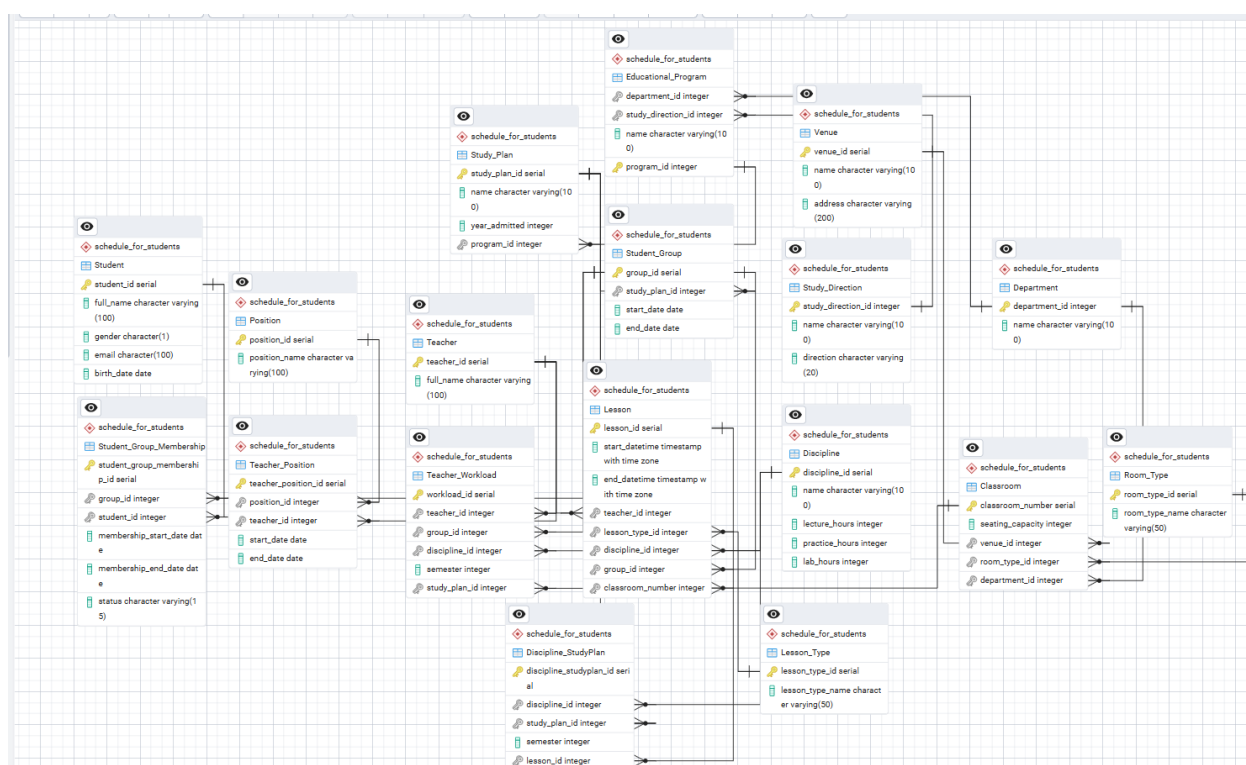 schedule_for_students
Educational_Program
department_id integer
study_direction_id integer
name character varying(10
0)
program_id integer
schedule_for_students
Venue
venue_id serial
name character varying(10
0)
address character varying
(200)
schedule_for_students
Study_Plan
study_plan_id serial
name character varying(10
0)
year_admitted integer
program_id integer
schedule_for_students
Student_Group
group_id serial
study_plan_id integer
start_date date
end_date date
schedule_for_students
Student
student_id serial
full_name character varying
(100)
gender character(1)
email character(100)
birth_date date
schedule_for_students
Study_Direction
study_direction_id integer
name character varying(10
0)
direction character varying
(20)
schedule_for_students
Department
department_id integer
name character varying(10
0)
schedule_for_students
Position
position_id serial
position_name character va
rying(100)
schedule_for_students
Teacher
teacher_id serial
full_name character varying
(100)
schedule_for_students
Lesson
lesson_id serial
start_datetime timestamp
with time zone
end_datetime timestamp w
ith time zone
teacher_id integer
lesson_type_id integer
discipline_id integer
group_id integer
classroom_number integer
schedule_for_students
Student_Group_Membership
student_group_membershi
p_id serial
group_id integer
student_id integer
membership_start_date dat
e
membership_end_date dat
e
status character varying(1
5)
schedule_for_students
Teacher_Position
teacher_position_id serial
position_id integer
teacher_id integer
start_date date
end_date date
schedule_for_students
Teacher_Workload
workload_id serial
teacher_id integer
group_id integer
discipline_id integer
semester integer
study_plan_id integer
schedule_for_students
Discipline
discipline_id serial
name character varying(10
0)
lecture_hours integer
practice_hours integer
lab_hours integer
schedule_for_students
Classroom
classroom_number serial
seating_capacity integer
venue_id integer
room_type_id integer
department_id integer
schedule_for_students
Room_Type
room_type_id serial
room_type_name character
varying(50)
schedule_for_students
Discipline_StudyPlan
discipline_studyplan_id seri
al
discipline_id integer
study_plan_id integer
semester integer
lesson_id integer
schedule_for_students
Lesson_Type
lesson_type_id serial
lesson_type_name charact
er varying(50)